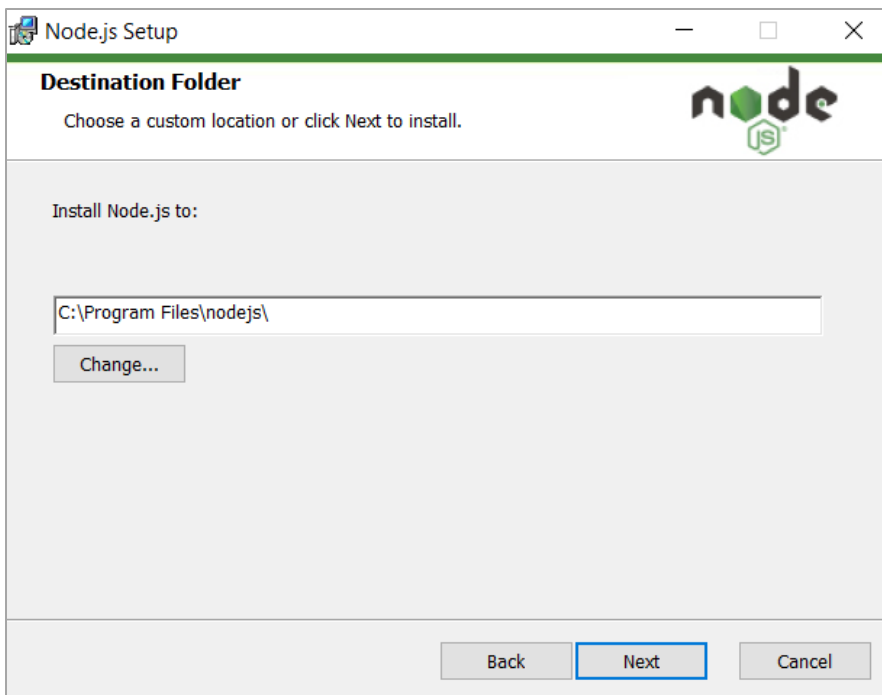 Node.js Setup
Destination Folder
Choose a custom location or click Next to install.
node
JS
Install Node.js to:
C:\Program Files\nodejs\
Change...
Back Next Cancel